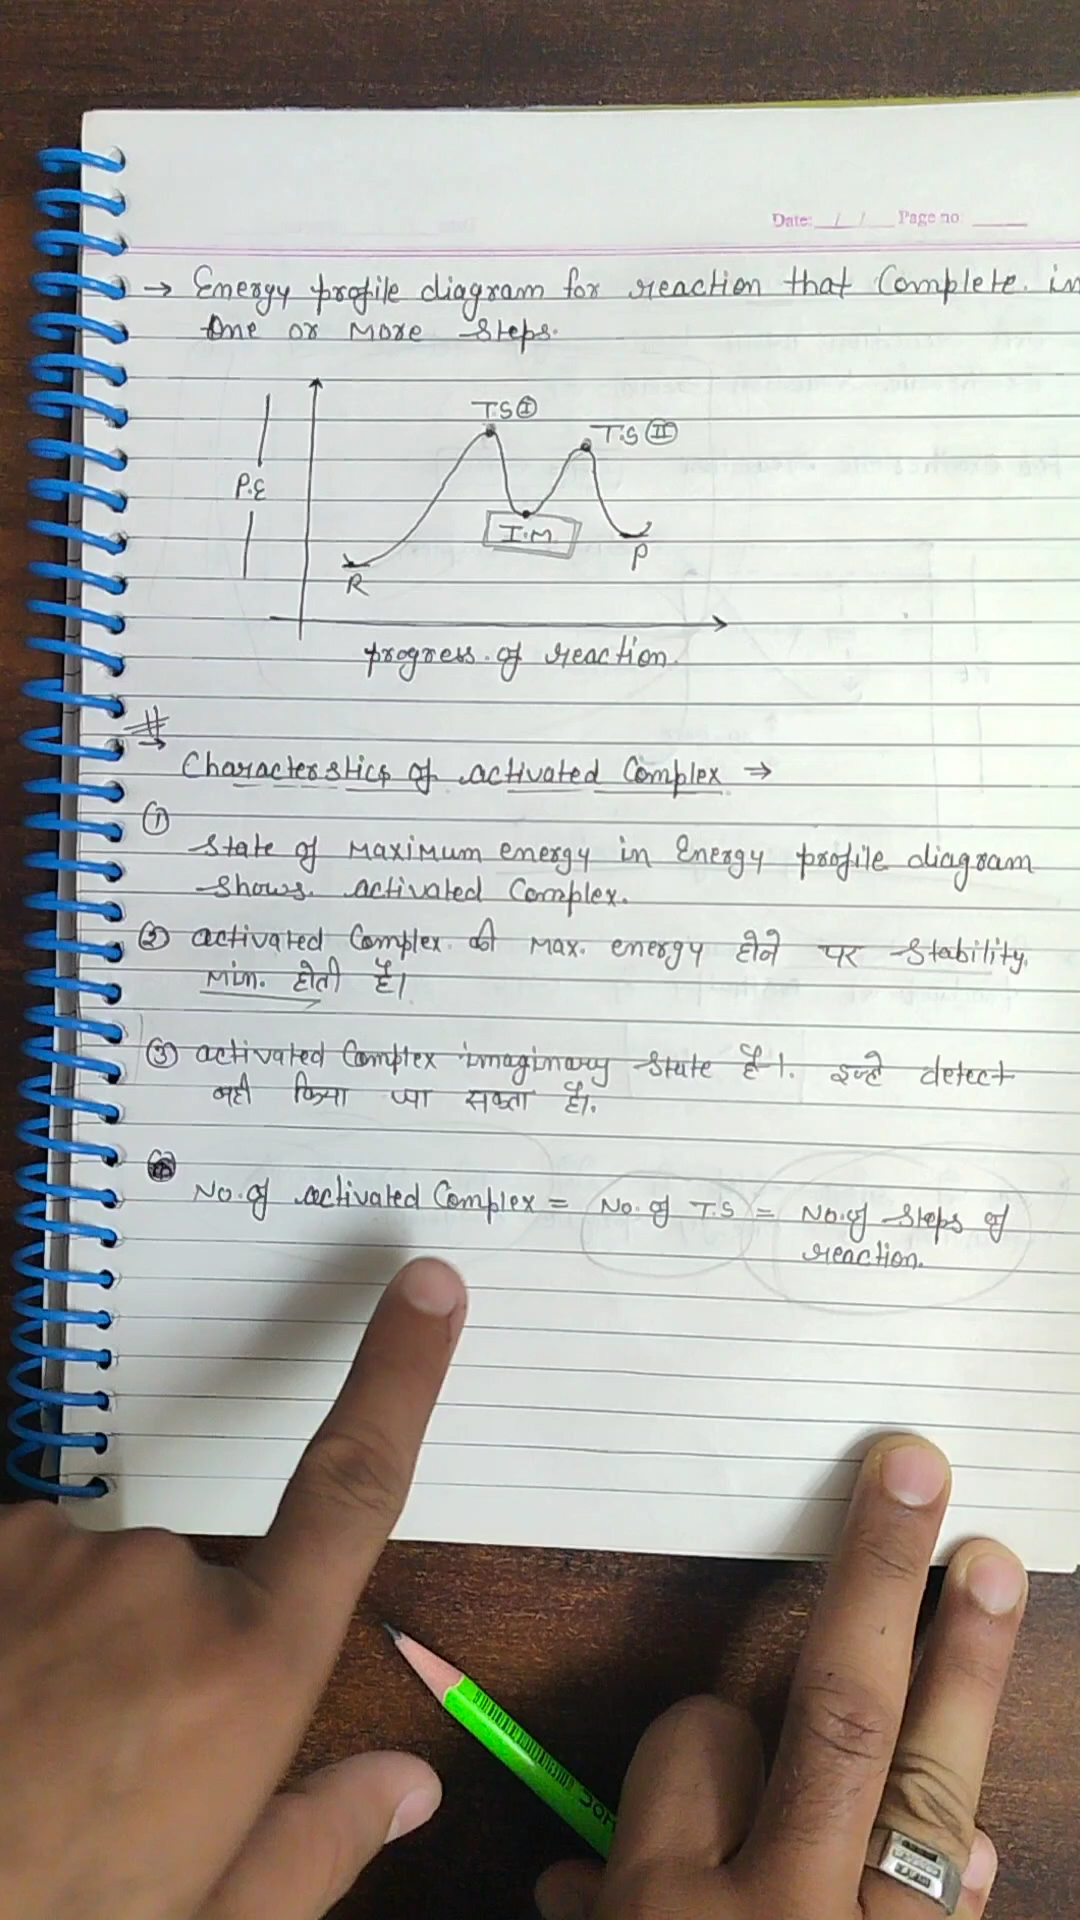 Date: / / Page no
→ Energy profile diagram for reaction that Complete in
One or More Steps.
T.S Ⓘ
T.S Ⓘⓘ
P.E
I.M
P
R
progress of reaction.
#
→ Characterstics of activated Complex ⇒
① State of Maximum energy in Energy profile diagram
shows activated Complex.
② activated Complex की Max. energy होने पर Stability
Min. होती है।
③ activated Complex imaginary State है।. इन्हे detect
नही किया जा सकता है।.
No. of activated Complex = No. of T.S = No. of Steps of
reaction.